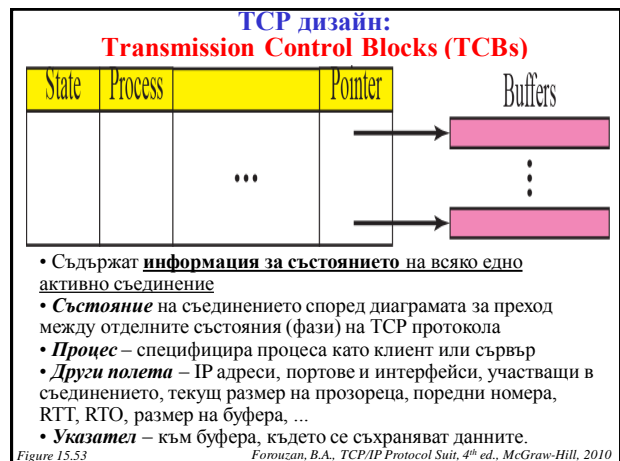 TCP дизайн:
Transmission Control Blocks (TCBs)
State Process Pointer Buffers
• Съдържат информация за състоянието на всяко едно
активно съединение
• Състояние на съединението според диаграмата за преход
между отделните състояния (фази) на TCP протокола
• Процес – специфицира процеса като клиент или сървър
• Други полета – IP адреси, портове и интерфейси, участващи в
съединението, текущ размер на прозореца, поредни номера,
RTT, RTO, размер на буфера, ...
• Указател – към буфера, където се съхраняват данните.
Figure 15.53 Forouzan, B.A., TCP/IP Protocol Suit, 4th ed., McGraw-Hill, 2010